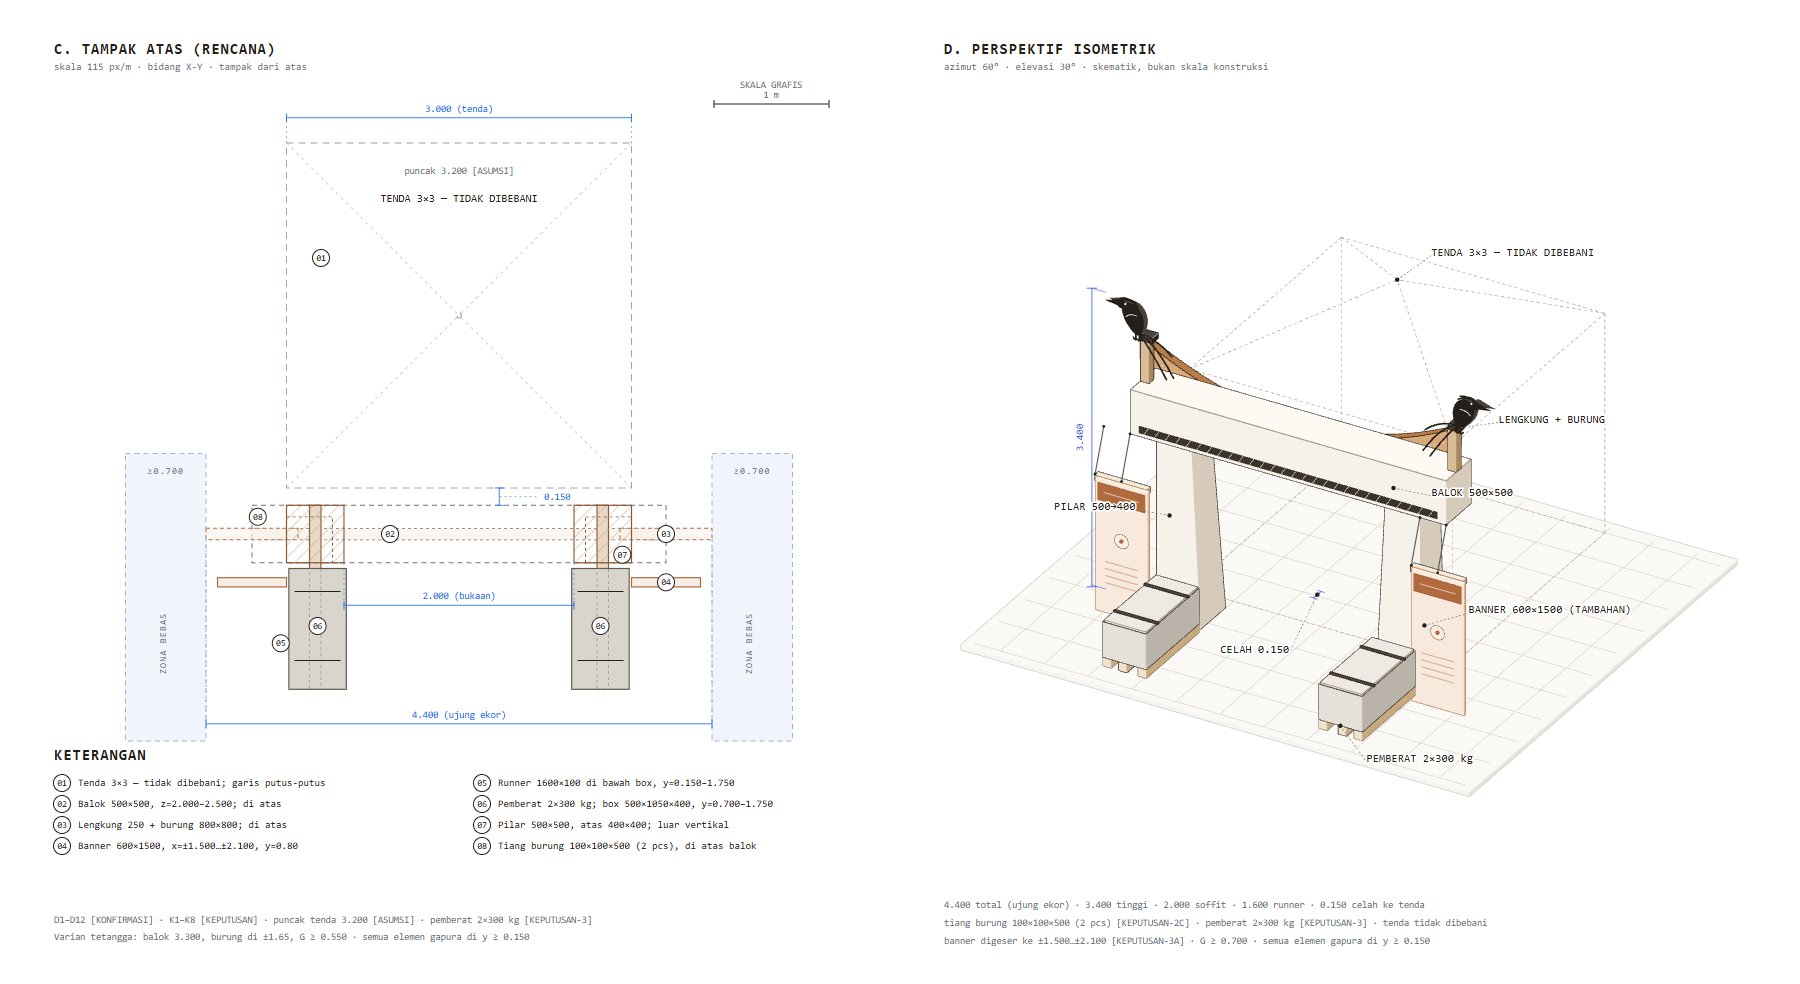 C. TAMPAK ATAS (RENCANA)
skala 115 px/m · bidang X-Y · tampak dari atas
SKALA GRAFIS
1 m
3.000 (tenda)
puncak 3.200 [ASUMSI]
TENDA 3×3 — TIDAK DIBEBANI
01
≥0.700
≥0.700
0.150
08
02
03
07
04
2.000 (bukaan)
06
06
05
ZONA BEBAS
ZONA BEBAS
4.400 (ujung ekor)
KETERANGAN
01 Tenda 3×3 — tidak dibebani; garis putus-putus
02 Balok 500×500, z=2.000–2.500; di atas
03 Lengkung 250 + burung 800×800; di atas
04 Banner 600×1500, x=±1.500…±2.100, y=0.80
05 Runner 1600×100 di bawah box, y=0.150–1.750
06 Pemberat 2×300 kg; box 500×1050×400, y=0.700–1.750
07 Pilar 500×500, atas 400×400; luar vertikal
08 Tiang burung 100×100×500 (2 pcs), di atas balok
D1–D12 [KONFIRMASI] · K1–K8 [KEPUTUSAN] · puncak tenda 3.200 [ASUMSI] · pemberat 2×300 kg [KEPUTUSAN-3]
Varian tetangga: balok 3.300, burung di ±1.65, G ≥ 0.550 · semua elemen gapura di y ≥ 0.150
D. PERSPEKTIF ISOMETRIK
azimut 60° · elevasi 30° · skematik, bukan skala konstruksi
TENDA 3×3 — TIDAK DIBEBANI
3.400
LENGKUNG + BURUNG
BALOK 500×500
PILAR 500→400
BANNER 600×1500 (TAMBAHAN)
CELAH 0.150
PEMBERAT 2×300 kg
4.400 total (ujung ekor) · 3.400 tinggi · 2.000 soffit · 1.600 runner · 0.150 celah ke tenda
tiang burung 100×100×500 (2 pcs) [KEPUTUSAN-2C] · pemberat 2×300 kg [KEPUTUSAN-3] · tenda tidak dibebani
banner digeser ke ±1.500…±2.100 [KEPUTUSAN-3A] · G ≥ 0.700 · semua elemen gapura di y ≥ 0.150